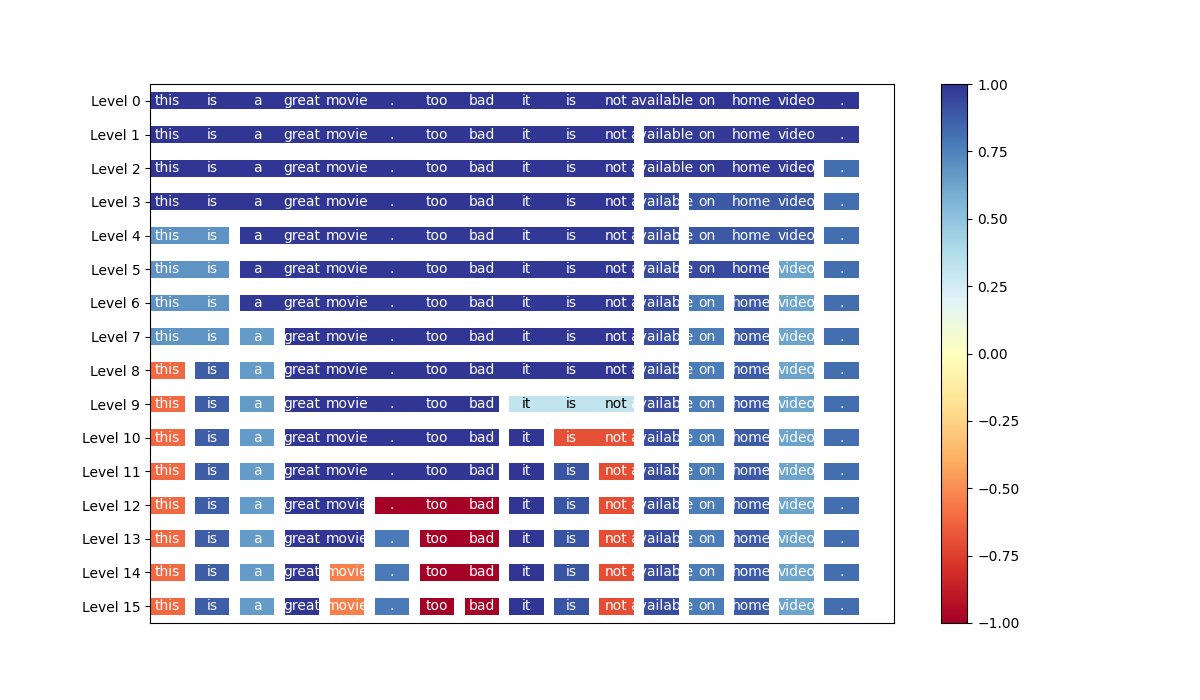 Level 0 this is a great movie . too bad it is not available on home video .
Level 1 this is a great movie . too bad it is not available on home video .
Level 2 this is a great movie . too bad it is not available on home video .
Level 3 this is a great movie . too bad it is not available on home video .
Level 4 this is a great movie . too bad it is not available on home video .
Level 5 this is a great movie . too bad it is not available on home video .
Level 6 this is a great movie . too bad it is not available on home video .
Level 7 this is a great movie . too bad it is not available on home video .
Level 8 this is a great movie . too bad it is not available on home video .
Level 9 this is a great movie . too bad it is not available on home video .
Level 10 this is a great movie . too bad it is not available on home video .
Level 11 this is a great movie . too bad it is not available on home video .
Level 12 this is a great movie . too bad it is not available on home video .
Level 13 this is a great movie . too bad it is not available on home video .
Level 14 this is a great movie . too bad it is not available on home video .
Level 15 this is a great movie . too bad it is not available on home video .
1.00
0.75
0.50
0.25
0.00
−0.25
−0.50
−0.75
−1.00